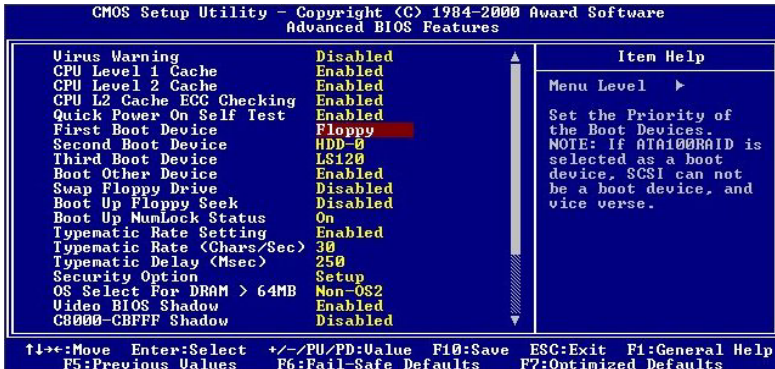 CMOS Setup Utility - Copyright (C) 1984-2000 Award Software
Advanced BIOS Features
Virus Warning Disabled
CPU Level 1 Cache Enabled
CPU Level 2 Cache Enabled
CPU L2 Cache ECC Checking Enabled
Quick Power On Self Test Enabled
First Boot Device Floppy
Second Boot Device HDD-0
Third Boot Device LS120
Boot Other Device Enabled
Swap Floppy Drive Disabled
Boot Up Floppy Seek Disabled
Boot Up NumLock Status On
Typematic Rate Setting Enabled
Typematic Rate (Chars/Sec) 30
Typematic Delay (Msec) 250
Security Option Setup
OS Select For DRAM > 64MB Non-OS2
Video BIOS Shadow Enabled
C8000-CBFFF Shadow Disabled
Item Help
Menu Level ►
Set the Priority of
the Boot Devices.
NOTE: If ATA100RAID is
selected as a boot
device, SCSI can not
be a boot device, and
vice verse.
↑↓→←:Move Enter:Select +/-/PU/PD:Value F10:Save ESC:Exit F1:General Help
F5:Previous Values F6:Fail-Safe Defaults F7:Optimized Defaults